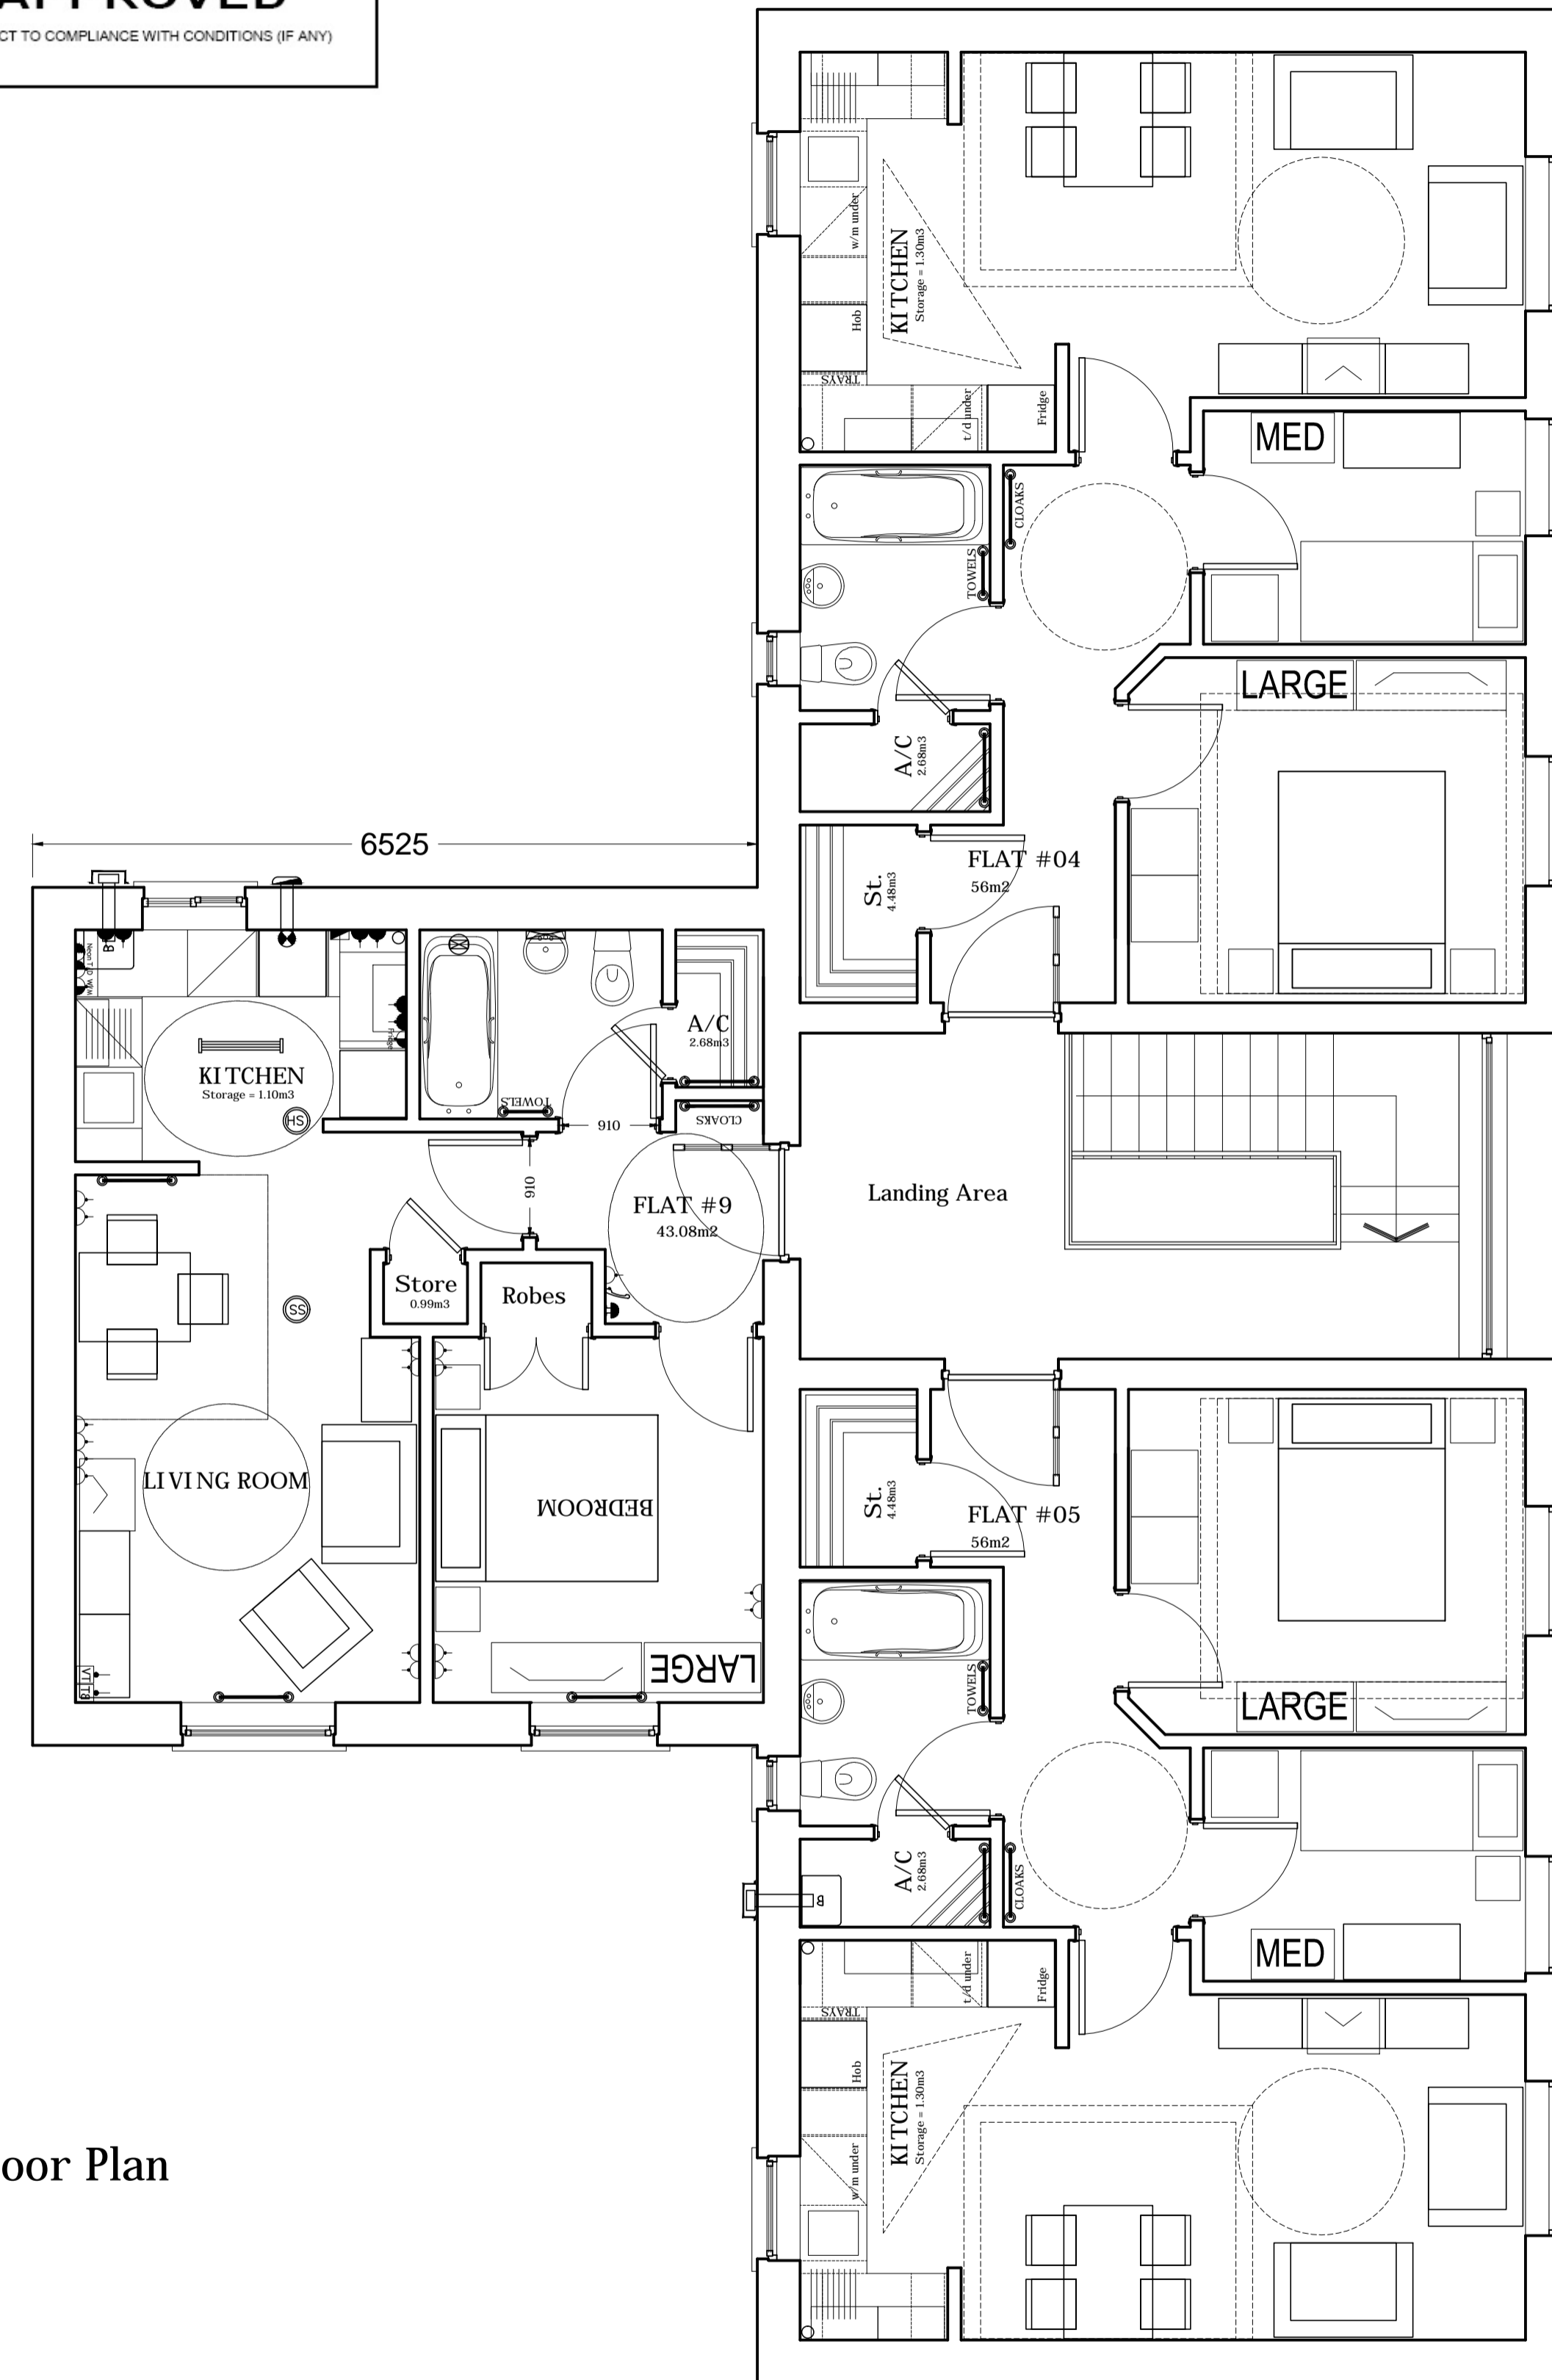 APPROVED
CT TO COMPLIANCE WITH CONDITIONS (IF ANY)
w/m under
Hob
KITCHEN
Storage = 1.30m3
TRAYS
t/d under
Fridge
MED
CLOAKS
TOWELS
LARGE
A/C
2.68m3
FLAT #04
56m2
St.
4.48m3
6525
B
Fridge
KITCHEN
Storage = 1.10m3
HS
TOWELS
A/C
2.68m3
CLOAKS
910
910
FLAT #9
43.08m2
Landing Area
Store
0.99m3
Robes
SS
LIVING ROOM
BEDROOM
LARGE
St.
4.48m3
FLAT #05
56m2
TOWELS
LARGE
A/C
2.68m3
B
CLOAKS
MED
t/d under
Fridge
TRAYS
Hob
KITCHEN
Storage = 1.30m3
w/m under
oor Plan